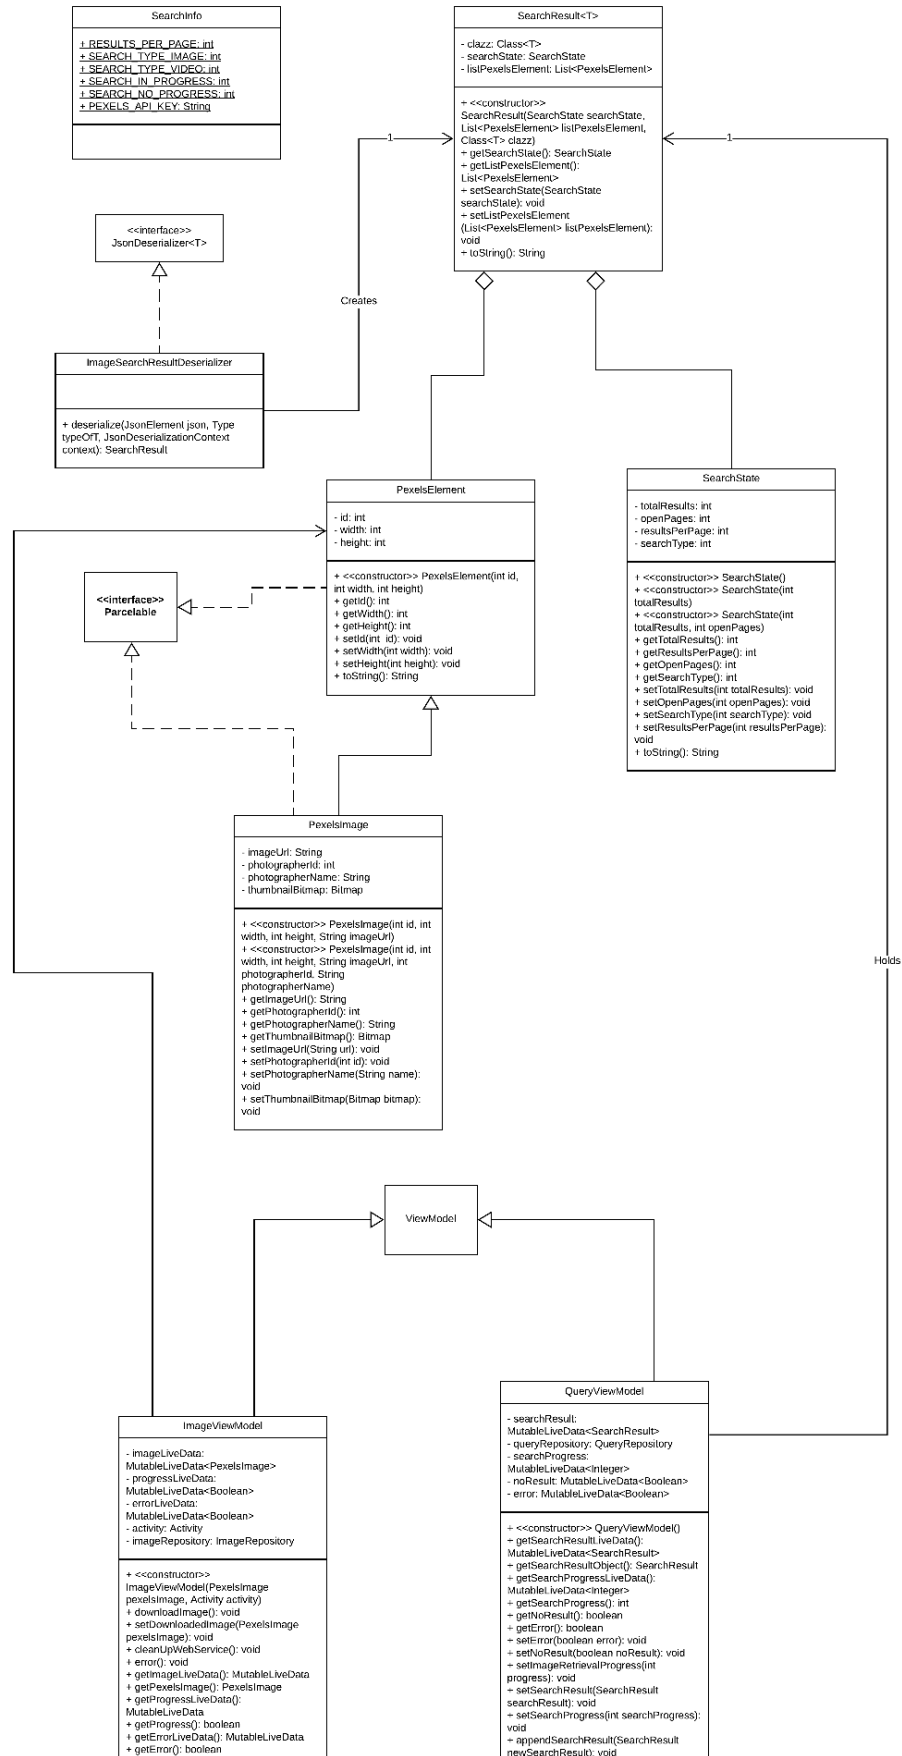 SearchInfo
+ RESULTS_PER_PAGE: int
+ SEARCH_TYPE_IMAGE: int
+ SEARCH_TYPE_VIDEO: int
+ SEARCH_IN_PROGRESS: int
+ SEARCH_NO_PROGRESS: int
+ PEXELS_API_KEY: String
SearchResult<T>
- clazz: Class<T>
- searchState: SearchState
- listPexelsElement: List<PexelsElement>
+ <<constructor>>
SearchResult(SearchState searchState,
List<PexelsElement> listPexelsElement,
Class<T> clazz)
+ getSearchState(): SearchState
+ getListPexelsElement():
List<PexelsElement>
+ setSearchState(SearchState
searchState): void
+ setListPexelsElement
(List<PexelsElement> listPexelsElement):
void
+ toString(): String
1
1
<<interface>>
JsonDeserializer<T>
Creates
ImageSearchResultDeserializer
+ deserialize(JsonElement json, Type
typeOfT, JsonDeserializationContext
context): SearchResult
PexelsElement
- id: int
- width: int
- height: int
+ <<constructor>> PexelsElement(int id,
int width, int height)
+ getId(): int
+ getWidth(): int
+ getHeight(): int
+ setId(int id): void
+ setWidth(int width): void
+ setHeight(int height): void
+ toString(): String
SearchState
- totalResults: int
- openPages: int
- resultsPerPage: int
- searchType: int
+ <<constructor>> SearchState()
+ <<constructor>> SearchState(int
totalResults)
+ <<constructor>> SearchState(int
totalResults, int openPages)
+ getTotalResults(): int
+ getResultsPerPage(): int
+ getOpenPages(): int
+ getSearchType(): int
+ setTotalResults(int totalResults): void
+ setOpenPages(int openPages): void
+ setSearchType(int searchType): void
+ setResultsPerPage(int resultsPerPage):
void
+ toString(): String
<<interface>>
Parcelable
PexelsImage
- imageUrl: String
- photographerId: int
- photographerName: String
- thumbnailBitmap: Bitmap
+ <<constructor>> PexelsImage(int id, int
width, int height, String imageUrl)
+ <<constructor>> PexelsImage(int id, int
width, int height, String imageUrl, int
photographerId, String
photographerName)
+ getImageUrl(): String
+ getPhotographerId(): int
+ getPhotographerName(): String
+ getThumbnailBitmap(): Bitmap
+ setImageUrl(String url): void
+ setPhotographerId(int id): void
+ setPhotographerName(String name):
void
+ setThumbnailBitmap(Bitmap bitmap):
void
Holds
ViewModel
ImageViewModel
- imageLiveData:
MutableLiveData<PexelsImage>
- progressLiveData:
MutableLiveData<Boolean>
- errorLiveData:
MutableLiveData<Boolean>
- activity: Activity
- imageRepository: ImageRepository
+ <<constructor>>
ImageViewModel(PexelsImage
pexelsImage, Activity activity)
+ downloadImage(): void
+ setDownloadedImage(PexelsImage
pexelsImage): void
+ cleanUpWebService(): void
+ error(): void
+ getImageLiveData(): MutableLiveData
+ getPexelsImage(): PexelsImage
+ getProgressLiveData():
MutableLiveData
+ getProgress(): boolean
+ getErrorLiveData(): MutableLiveData
+ getError(): boolean
QueryViewModel
- searchResult:
MutableLiveData<SearchResult>
- queryRepository: QueryRepository
- searchProgress:
MutableLiveData<Integer>
- noResult: MutableLiveData<Boolean>
- error: MutableLiveData<Boolean>
+ <<constructor>> QueryViewModel()
+ getSearchResultLiveData():
MutableLiveData<SearchResult>
+ getSearchResultObject(): SearchResult
+ getSearchProgressLiveData():
MutableLiveData<Integer>
+ getSearchProgress(): int
+ getNoResult(): boolean
+ getError(): boolean
+ setError(boolean error): void
+ setNoResult(boolean noResult): void
+ setImageRetrievalProgress(int
progress): void
+ setSearchResult(SearchResult
searchResult): void
+ setSearchProgress(int searchProgress):
void
+ appendSearchResult(SearchResult
newSearchResult): void